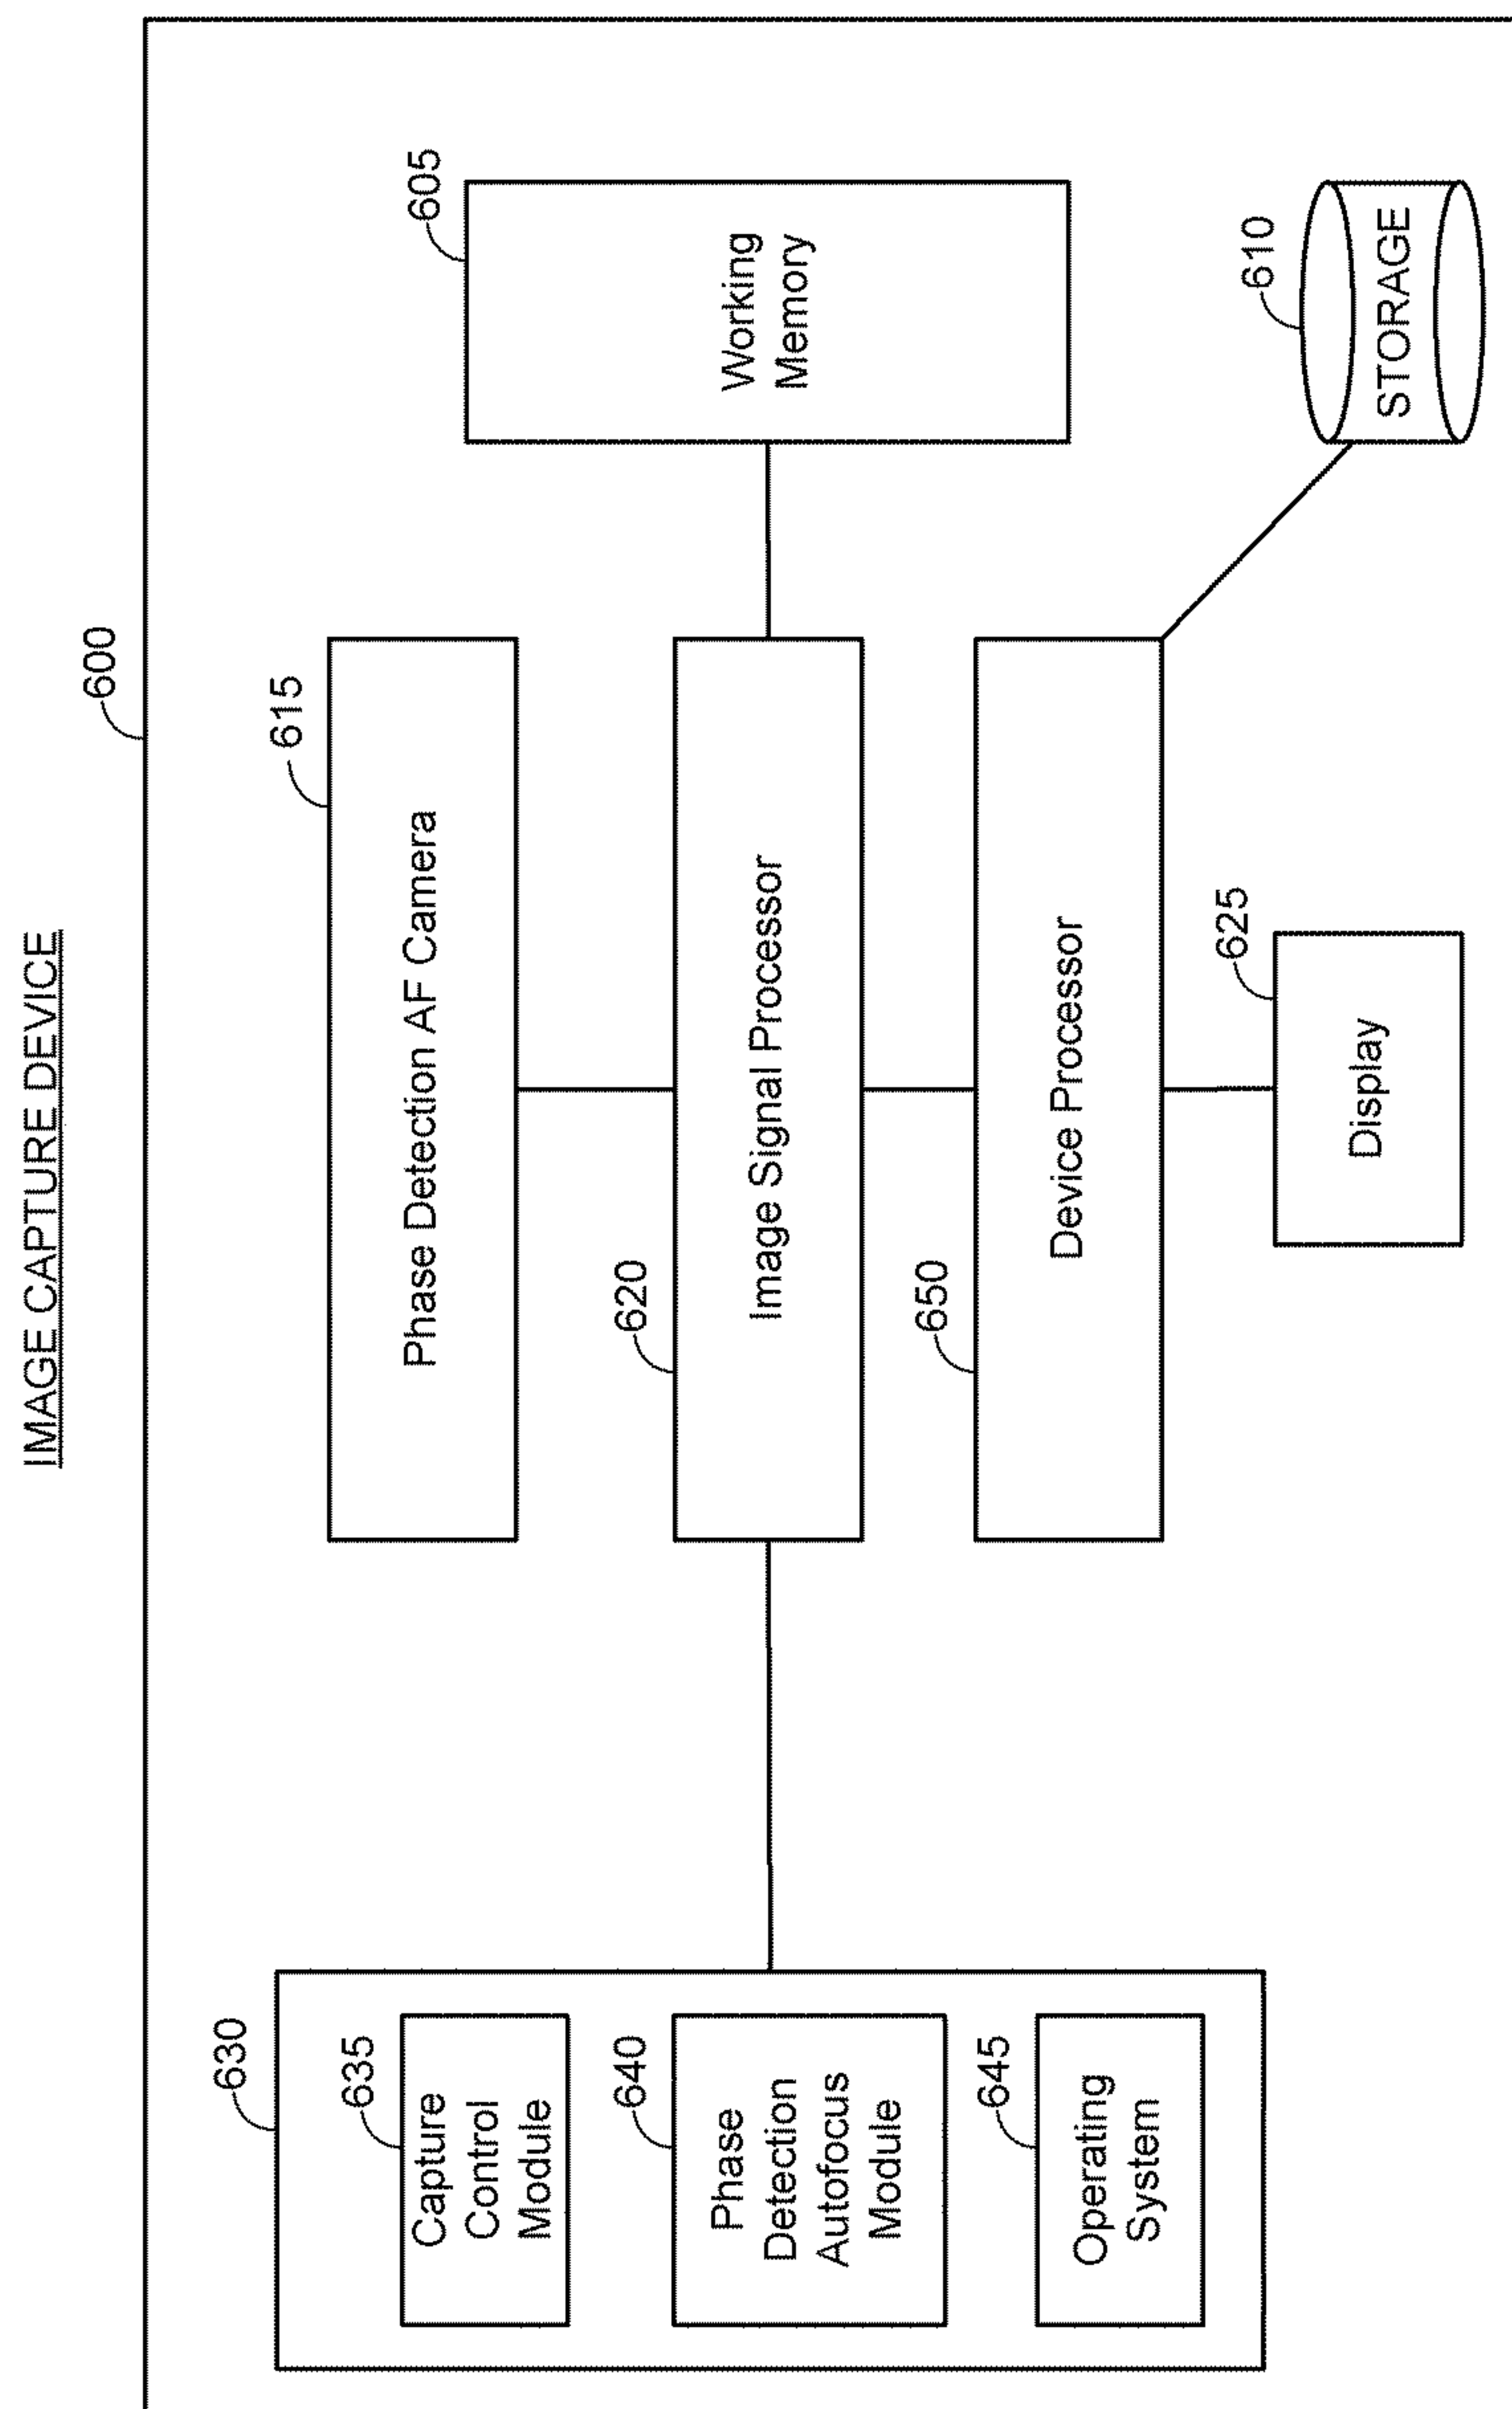 IMAGE CAPTURE DEVICE
600
630
635
Capture
Control
Module
640
Phase
Detection
Autofocus
Module
645
Operating
System
615
Phase Detection AF Camera
620
Image Signal Processor
650
Device Processor
625
Display
605
Working
Memory
610
STORAGE